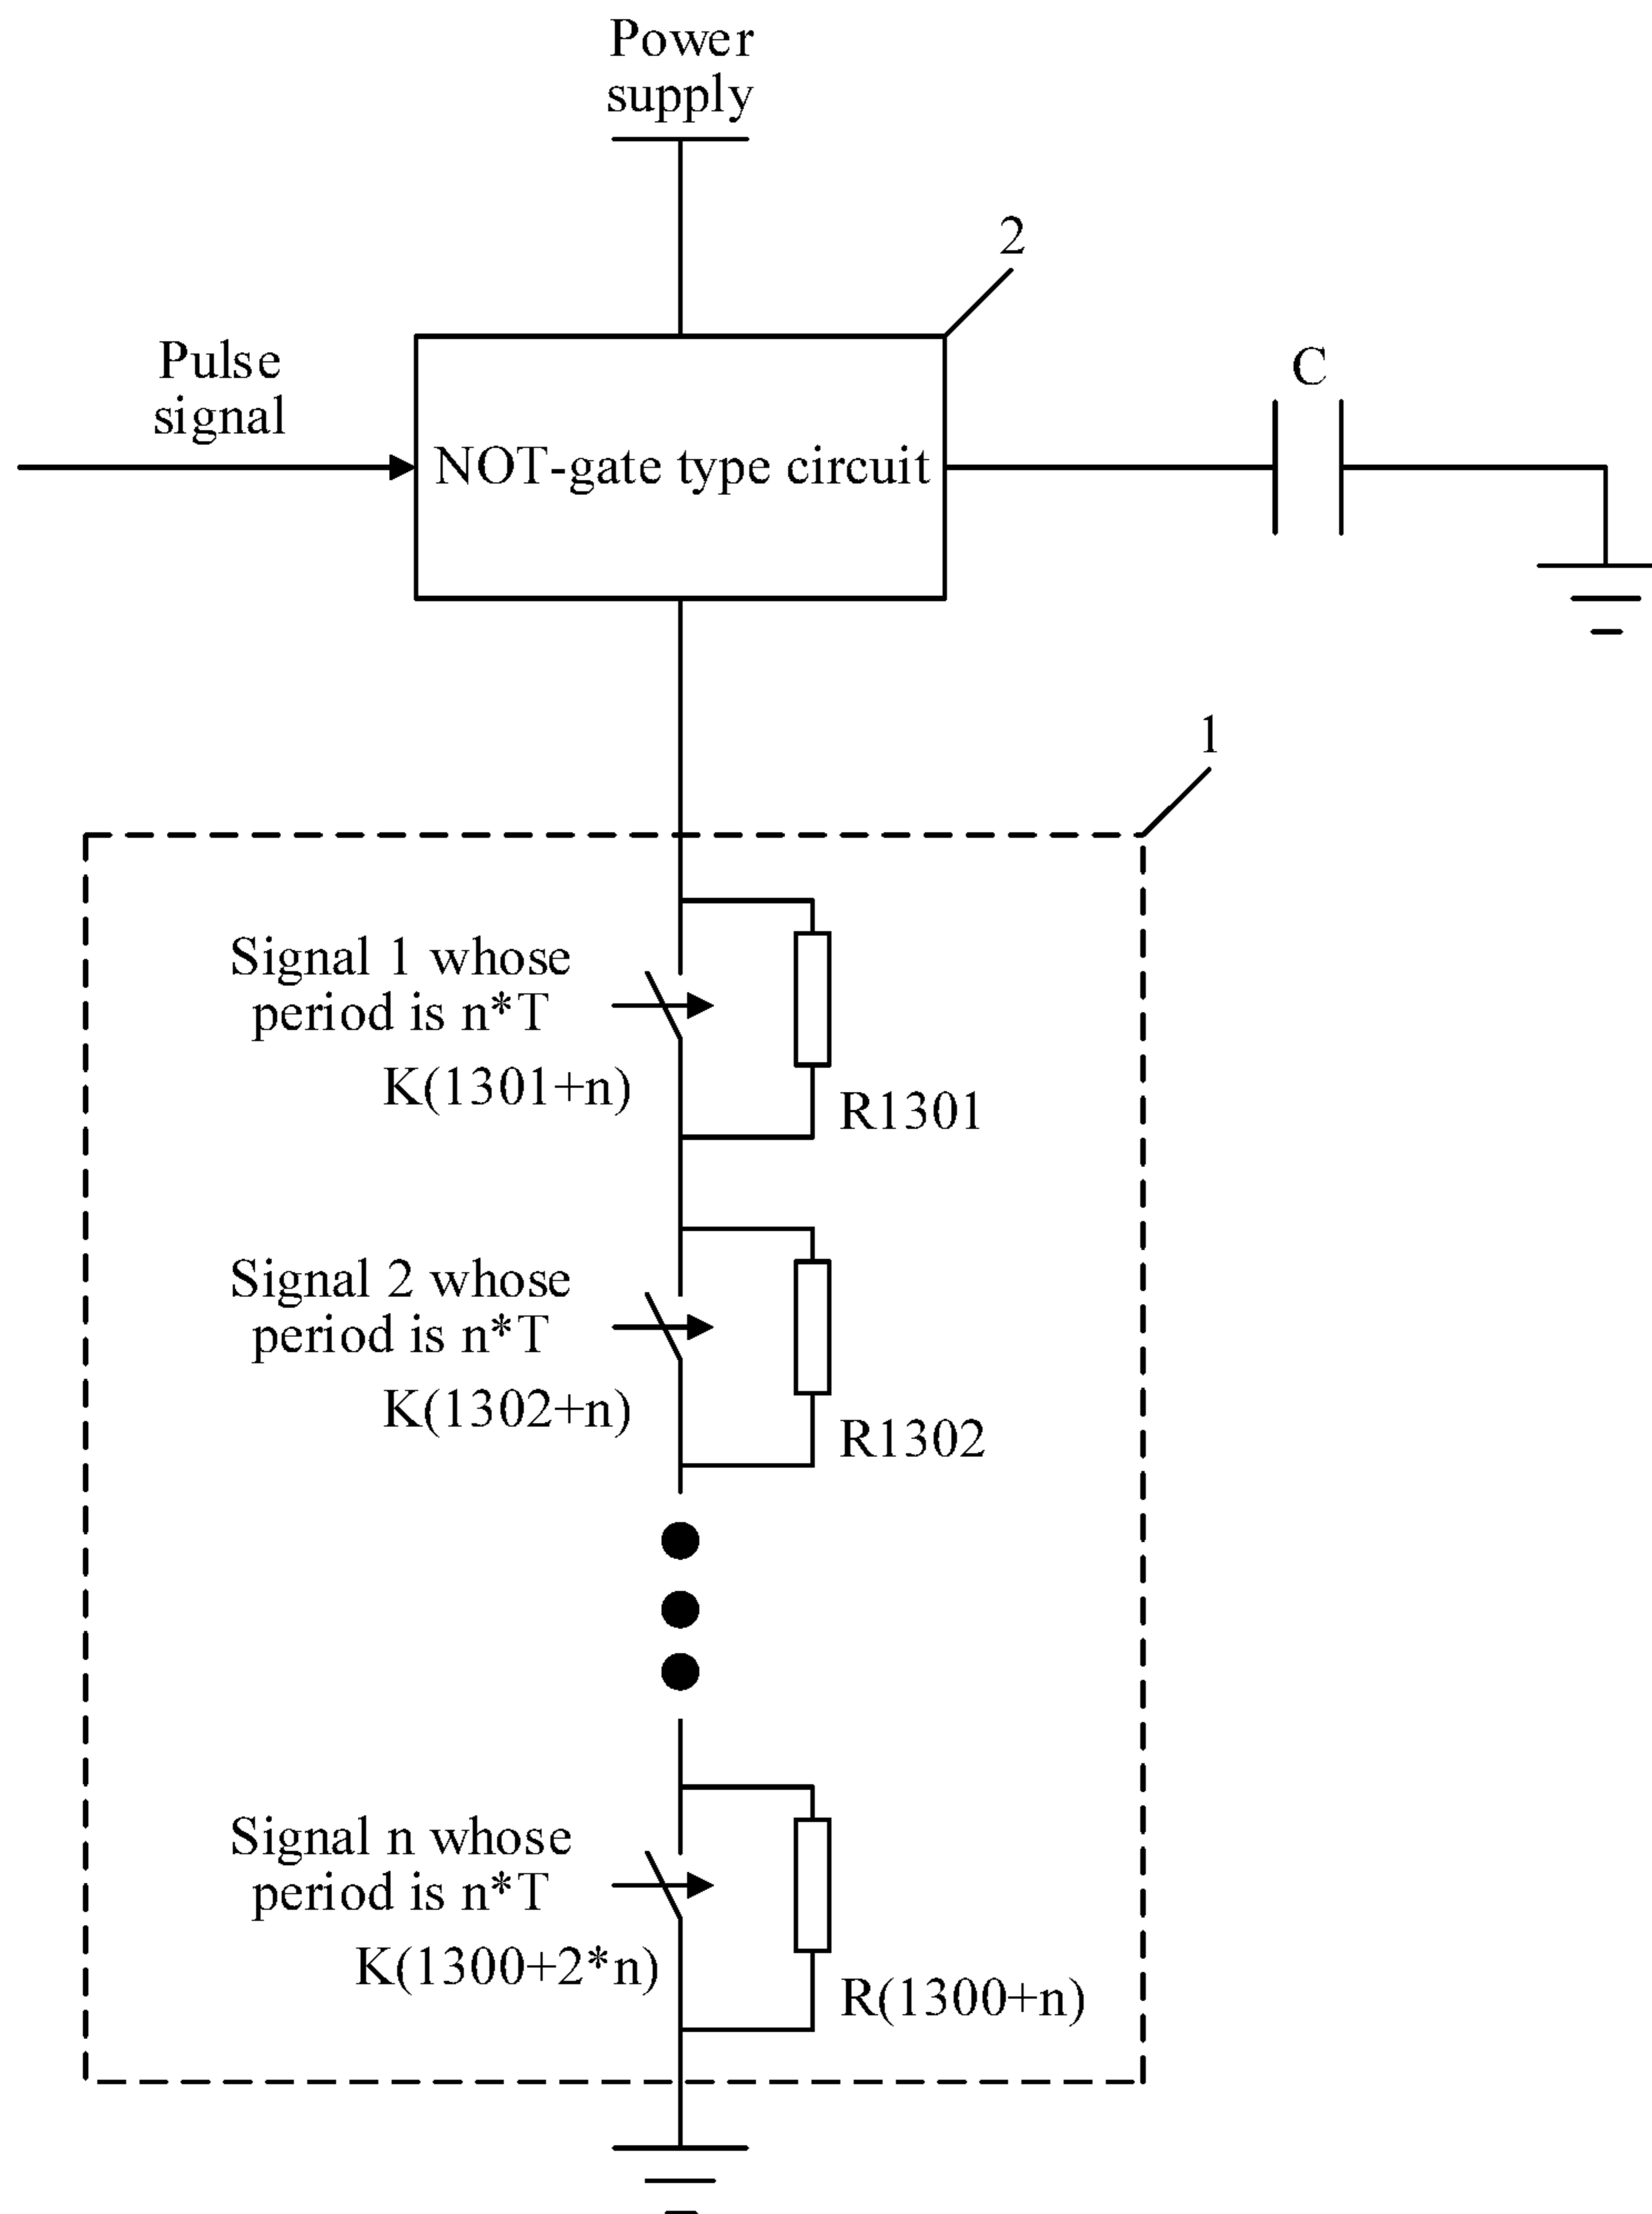 Power
supply
2
Pulse
signal
C
NOT-gate type circuit
1
Signal 1 whose
period is n*T
K(1301+n)
R1301
Signal 2 whose
period is n*T
K(1302+n)
R1302
Signal n whose
period is n*T
K(1300+2*n)
R(1300+n)